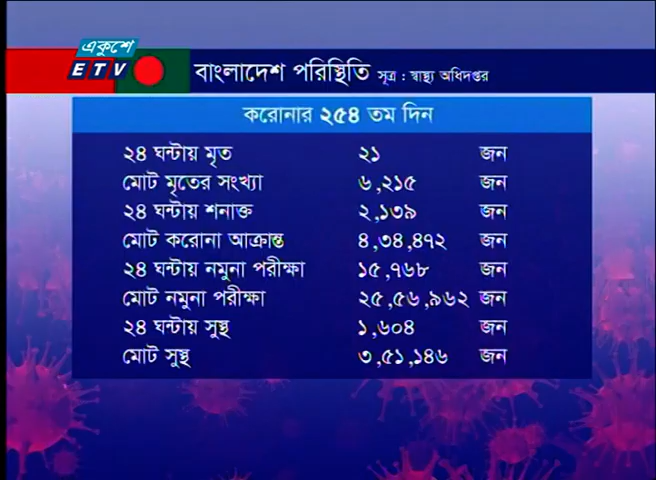 একুশে
ETV
বাংলাদেশ পরিস্থিতি সূত্র : স্বাস্থ্য অধিদপ্তর
করোনার ২৫৪ তম দিন
২৪ ঘন্টায় মৃত ২১ জন
মোট মৃতের সংখ্যা ৬,২১৫ জন
২৪ ঘন্টায় শনাক্ত ২,১৩৯ জন
মোট করোনা আক্রান্ত ৪,৩৪,৪৭২ জন
২৪ ঘন্টায় নমুনা পরীক্ষা ১৫,৭৬৮ জন
মোট নমুনা পরীক্ষা ২৫,৫৬,৯৬২ জন
২৪ ঘন্টায় সুস্থ ১,৬০৪ জন
মোট সুস্থ ৩,৫১,১৪৬ জন